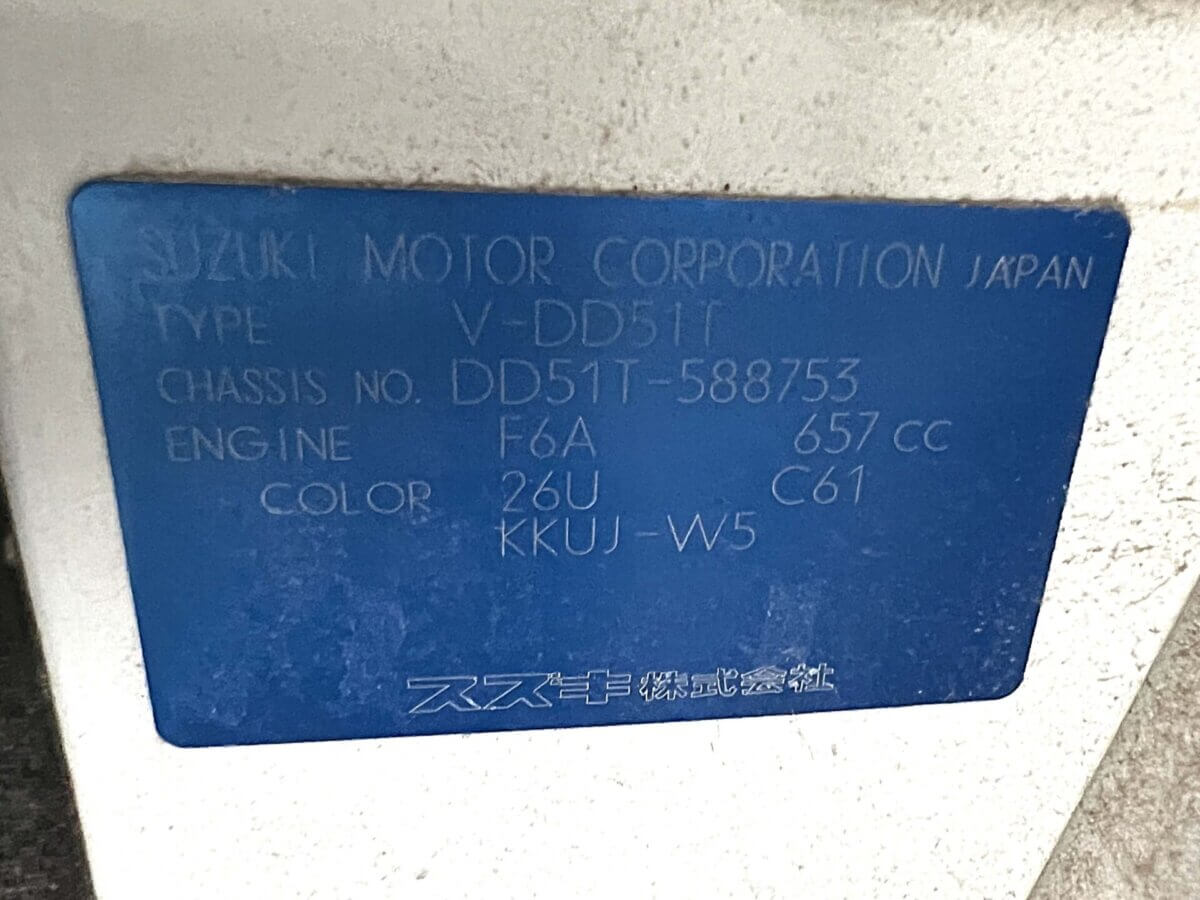 SUZUKI MOTOR CORPORATION JAPAN
TYPE V-DD51T
CHASSIS NO. DD51T-588753
ENGINE F6A 657 CC
COLOR 26U C61
KKUJ-W5
スズキ株式会社